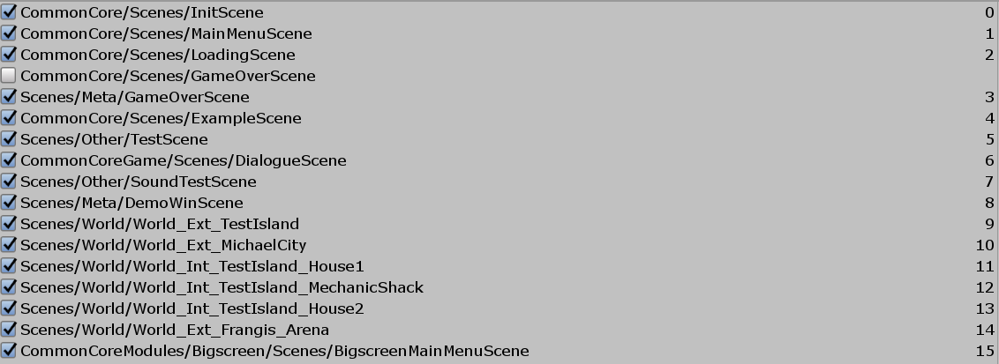 CommonCore/Scenes/InitScene 0
CommonCore/Scenes/MainMenuScene 1
CommonCore/Scenes/LoadingScene 2
CommonCore/Scenes/GameOverScene
Scenes/Meta/GameOverScene 3
CommonCore/Scenes/ExampleScene 4
Scenes/Other/TestScene 5
CommonCoreGame/Scenes/DialogueScene 6
Scenes/Other/SoundTestScene 7
Scenes/Meta/DemoWinScene 8
Scenes/World/World_Ext_TestIsland 9
Scenes/World/World_Ext_MichaelCity 10
Scenes/World/World_Int_TestIsland_House1 11
Scenes/World/World_Int_TestIsland_MechanicShack 12
Scenes/World/World_Int_TestIsland_House2 13
Scenes/World/World_Ext_Frangis_Arena 14
CommonCoreModules/Bigscreen/Scenes/BigscreenMainMenuScene 15